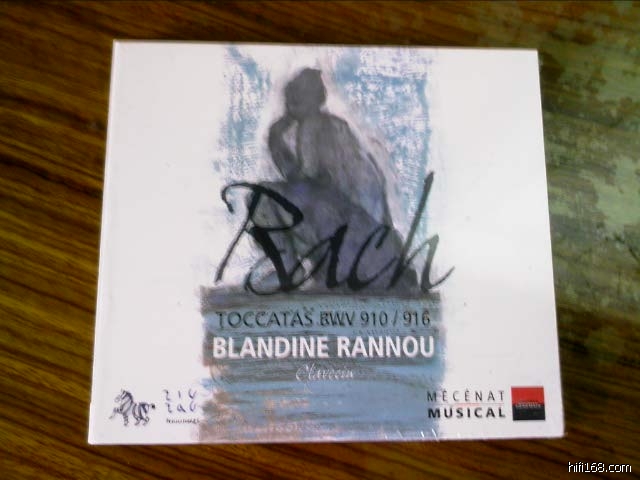 Bach
TOCCATAS BWV 910 / 916
BLANDINE RANNOU
Clavecin
zig
zag
MÉCÉNAT
MUSICAL
hifi168.com